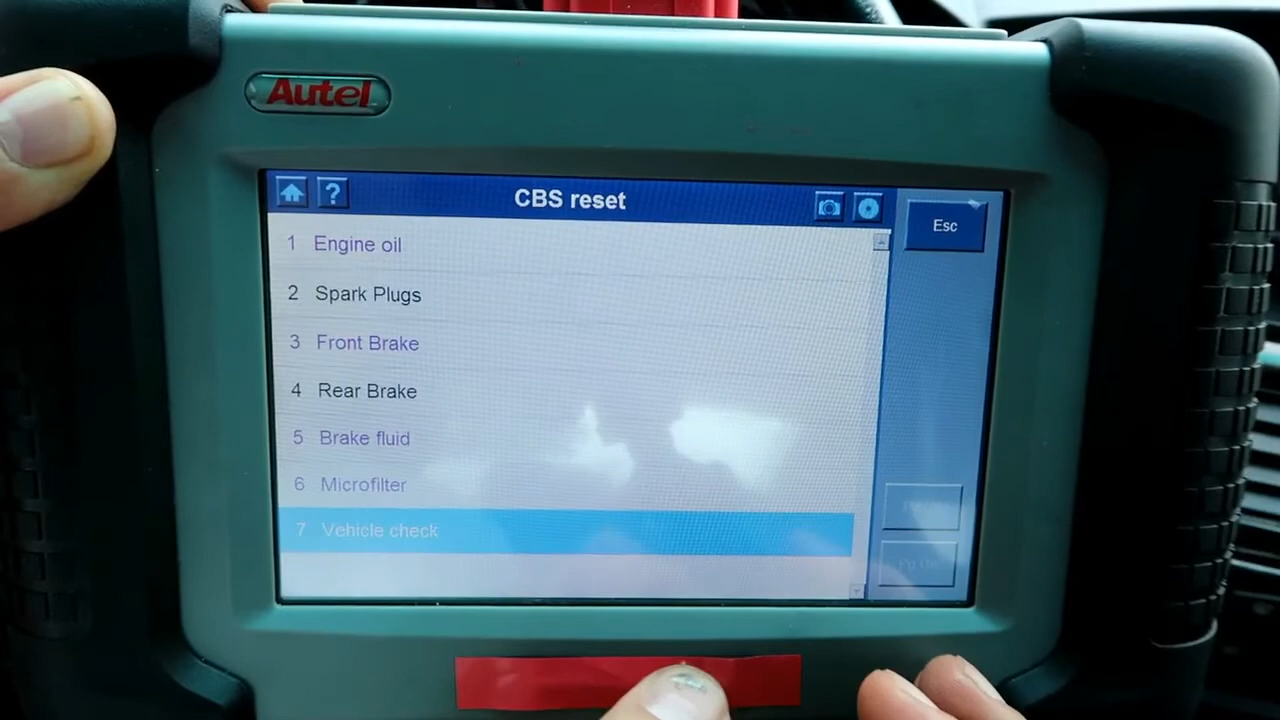 Autel
?
CBS reset
Esc
1 Engine oil
2 Spark Plugs
3 Front Brake
4 Rear Brake
5 Brake fluid
6 Microfilter
7 Vehicle check